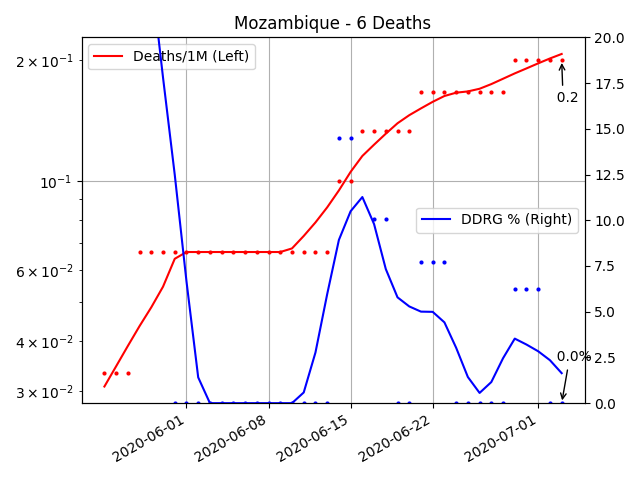 Mozambique - 6 Deaths
Deaths/1M (Left)
DDRG % (Right)
2 × 10⁻¹
10⁻¹
6 × 10⁻²
4 × 10⁻²
3 × 10⁻²
20.0
17.5
15.0
12.5
10.0
7.5
5.0
2.5
0.0
0.2
0.0%
2020-06-01
2020-06-08
2020-06-15
2020-06-22
2020-07-01